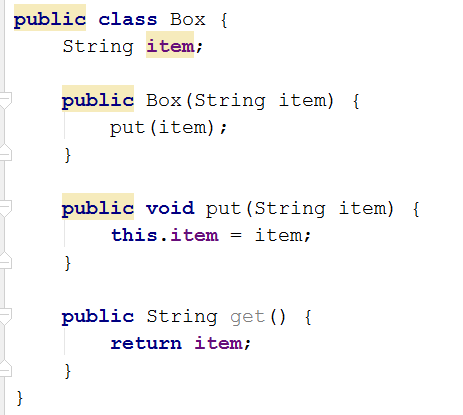 public class Box {
    String item;

    public Box(String item) {
        put(item);
    }

    public void put(String item) {
        this.item = item;
    }

    public String get() {
        return item;
    }
}